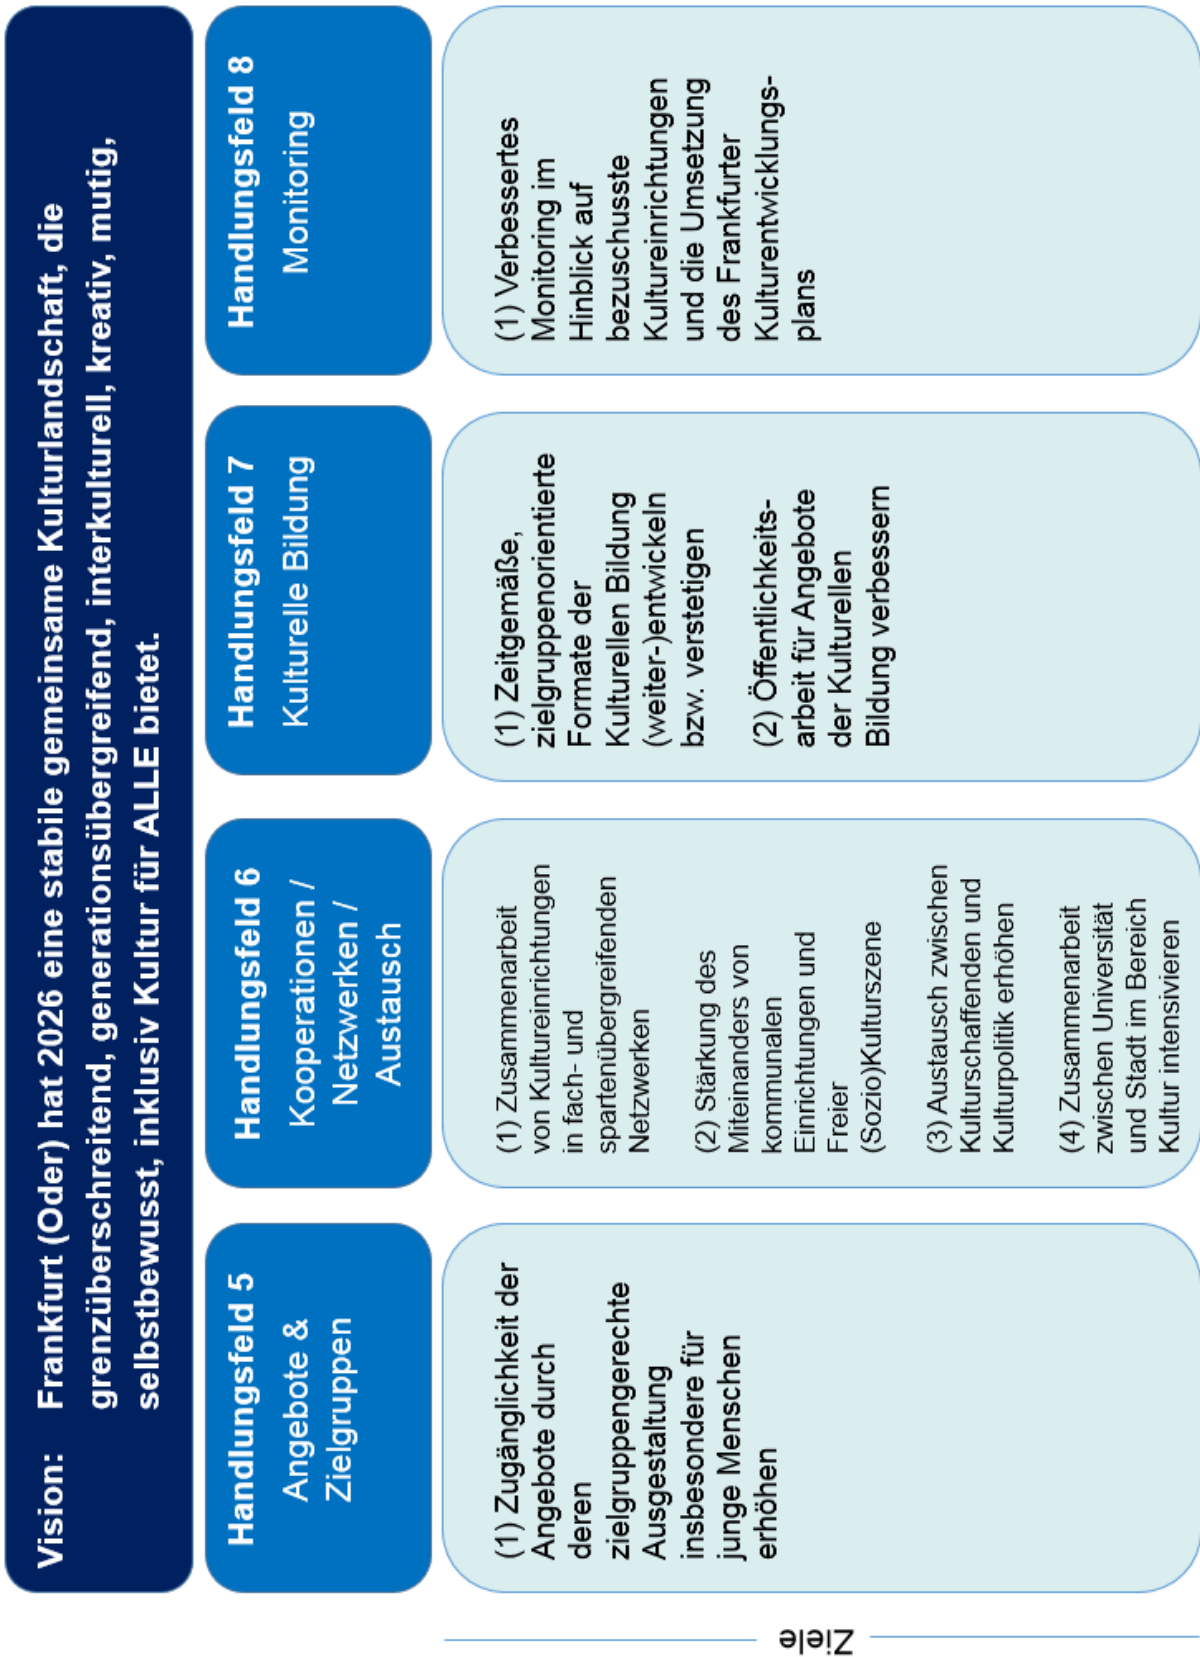 Vision: Frankfurt (Oder) hat 2026 eine stabile gemeinsame Kulturlandschaft, die
grenzüberschreitend, generationsübergreifend, interkulturell, kreativ, mutig,
selbstbewusst, inklusiv Kultur für ALLE bietet.
Handlungsfeld 5
Angebote &
Zielgruppen
Handlungsfeld 6
Kooperationen /
Netzwerken /
Austausch
Handlungsfeld 7
Kulturelle Bildung
Handlungsfeld 8
Monitoring
Ziele
(1) Zugänglichkeit der
Angebote durch
deren
zielgruppengerechte
Ausgestaltung
insbesondere für
junge Menschen
erhöhen
(1) Zusammenarbeit
von Kultureinrichtungen
in fach- und
spartenübergreifenden
Netzwerken
(2) Stärkung des
Miteinanders von
kommunalen
Einrichtungen und
Freier
(Sozio)Kulturszene
(3) Austausch zwischen
Kulturschaffenden und
Kulturpolitik erhöhen
(4) Zusammenarbeit
zwischen Universität
und Stadt im Bereich
Kultur intensivieren
(1) Zeitgemäße,
zielgruppenorientierte
Formate der
Kulturellen Bildung
(weiter-)entwickeln
bzw. verstetigen
(2) Öffentlichkeits-
arbeit für Angebote
der Kulturellen
Bildung verbessern
(1) Verbessertes
Monitoring im
Hinblick auf
bezuschusste
Kultureinrichtungen
und die Umsetzung
des Frankfurter
Kulturentwicklungs-
plans